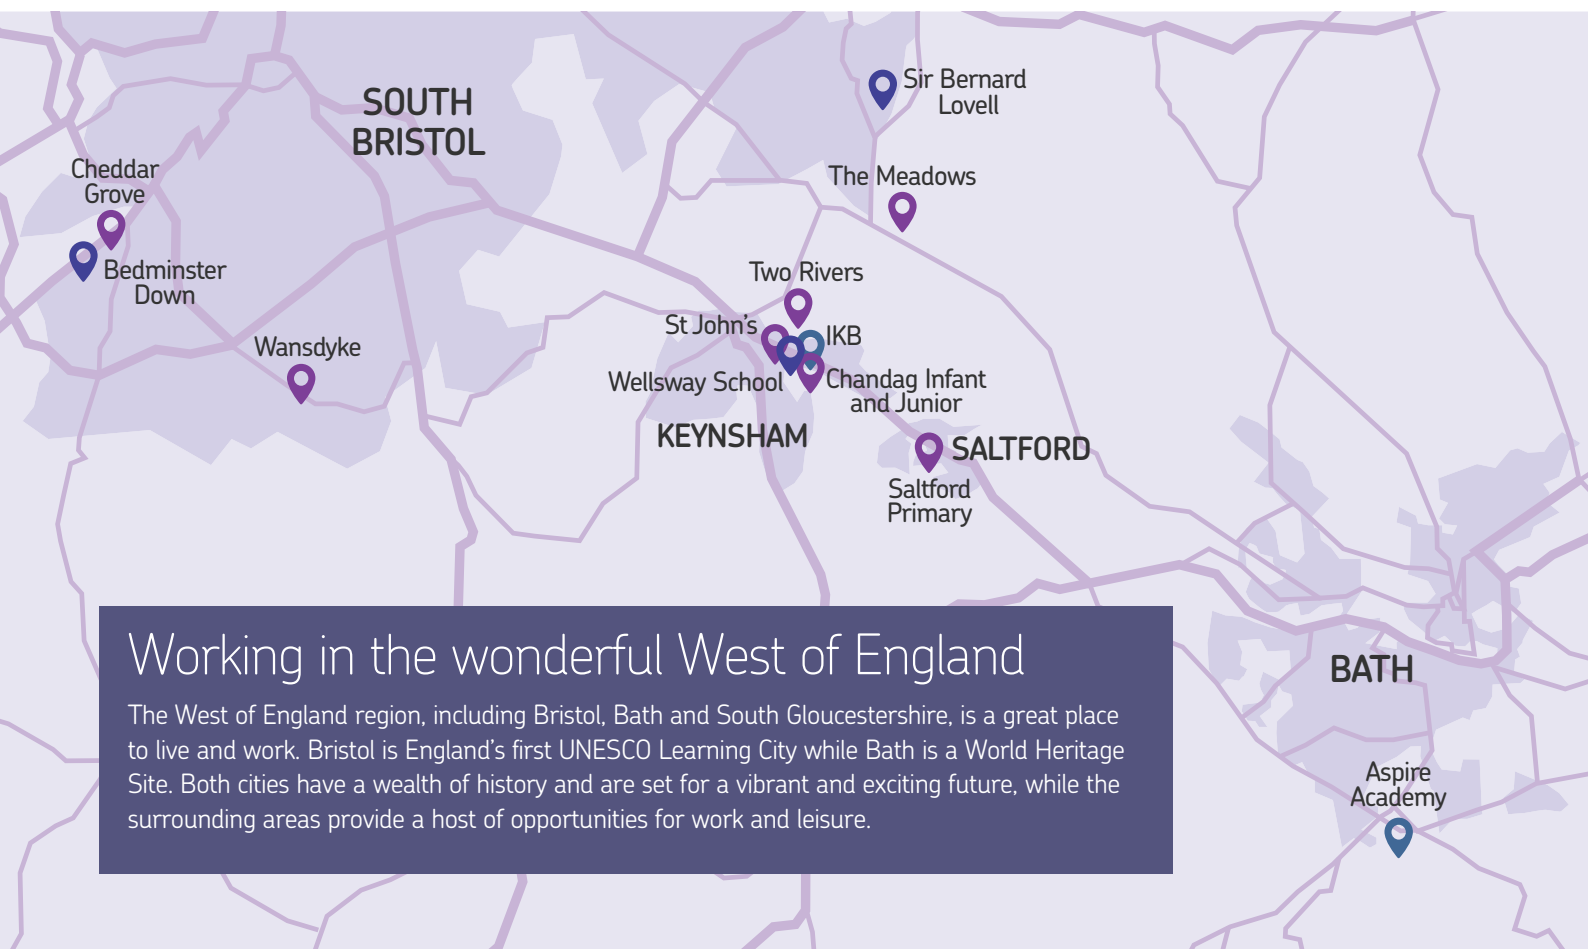 SOUTH
BRISTOL
Sir Bernard
Lovell
Cheddar
Grove
The Meadows
Bedminster
Down
Two Rivers
St John’s
IKB
Wansdyke
Wellsway School
Chandag Infant
and Junior
KEYNSHAM
SALTFORD
Saltford
Primary
Working in the wonderful West of England
The West of England region, including Bristol, Bath and South Gloucestershire, is a great place
to live and work. Bristol is England’s first UNESCO Learning City while Bath is a World Heritage
Site. Both cities have a wealth of history and are set for a vibrant and exciting future, while the
surrounding areas provide a host of opportunities for work and leisure.
BATH
Aspire
Academy